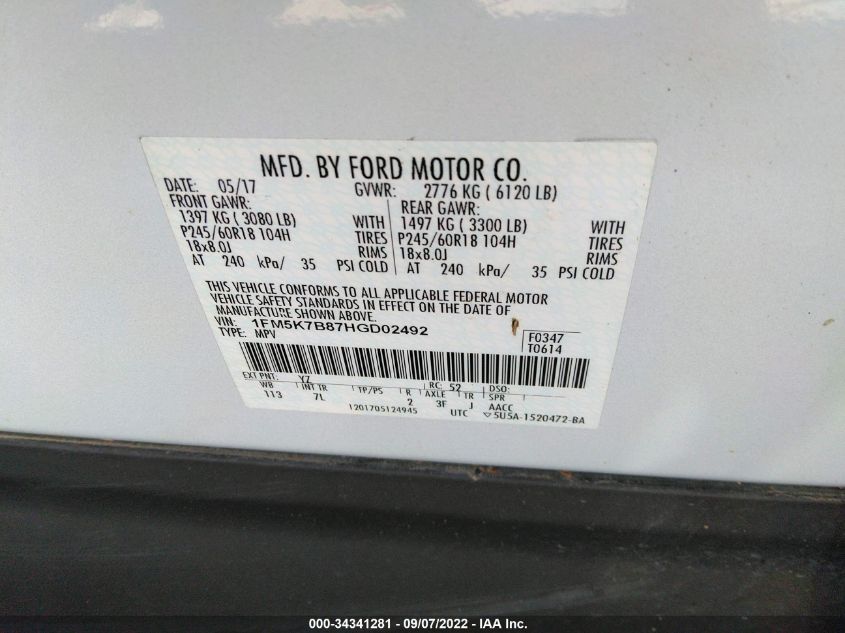 MFD. BY FORD MOTOR CO.
DATE: 05/17 GVWR: 2776 KG ( 6120 LB)
FRONT GAWR: REAR GAWR:
1397 KG ( 3080 LB) WITH 1497 KG ( 3300 LB) WITH
P245/60R18 104H TIRES P245/60R18 104H TIRES
18x8.0J RIMS 18x8.0J RIMS
AT 240 kPa/ 35 PSI COLD AT 240 kPa/ 35 PSI COLD
THIS VEHICLE CONFORMS TO ALL APPLICABLE FEDERAL MOTOR
VEHICLE SAFETY STANDARDS IN EFFECT ON THE DATE OF
MANUFACTURE SHOWN ABOVE.
VIN: 1FM5K7B87HGD02492 F0347
TYPE: MPV T0614
EXT PNT: YZ RC: 52 DSO:
WB INT TR TP/PS R AXLE TR SPR
113 7L 2 3F J AACC
1201705124945 UTC ▽5U5A-1520472-BA
000-34341281 - 09/07/2022 - IAA Inc.